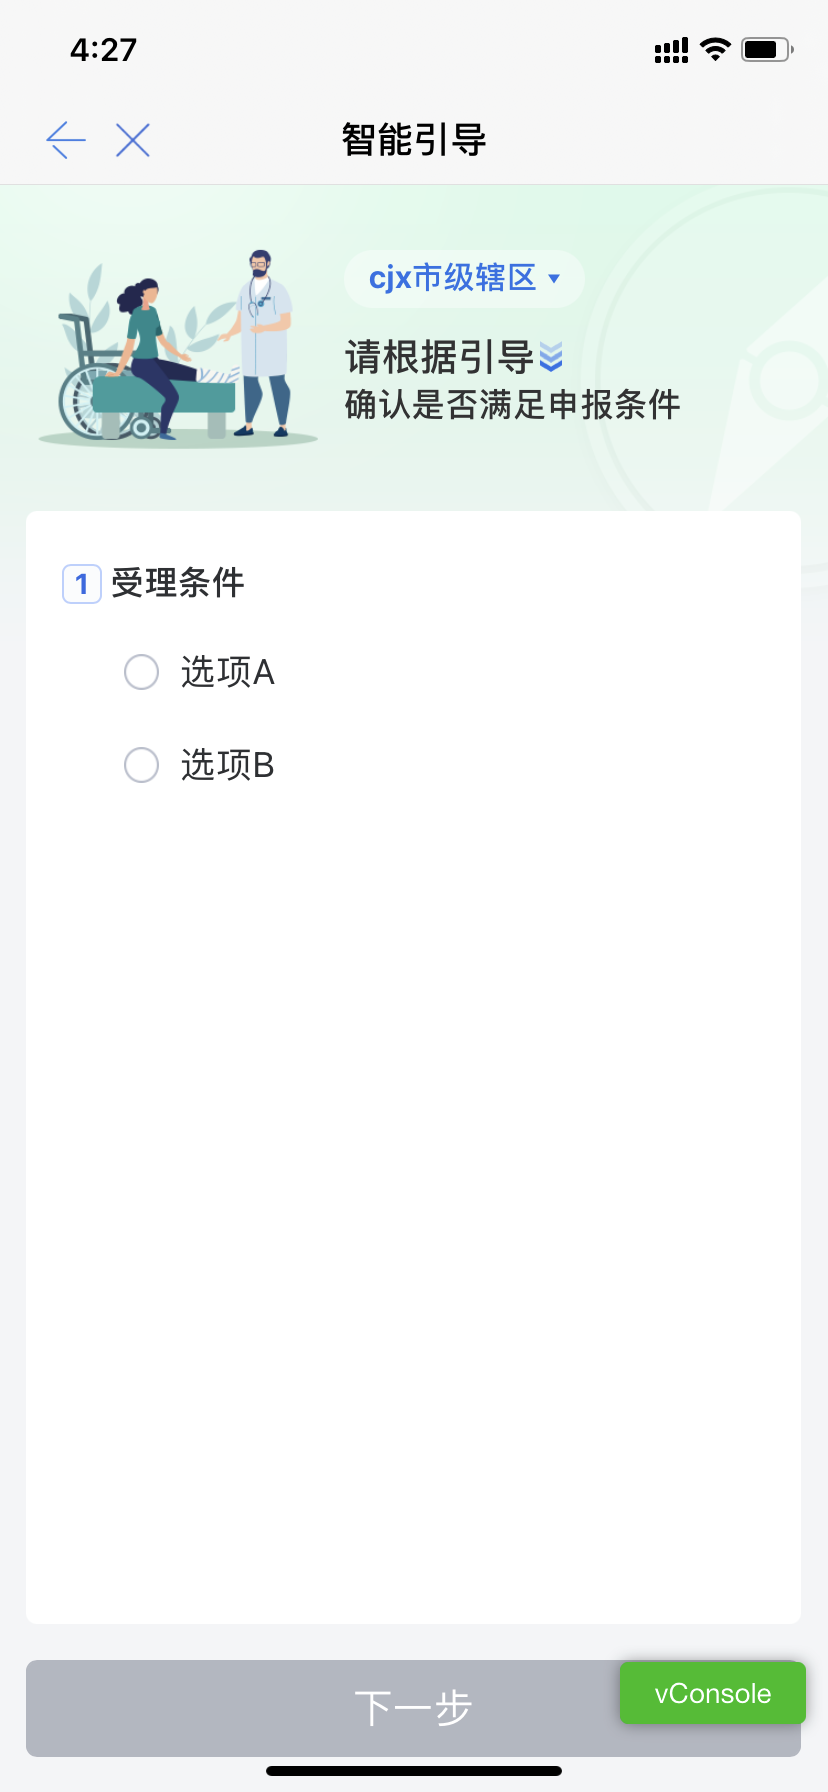 4:27
智能引导
cjx市级辖区
请根据引导
确认是否满足申报条件
1 受理条件
选项A
选项B
下一步
vConsole